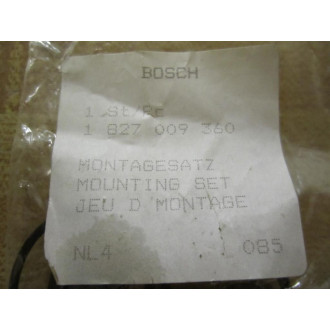 BOSCH
1 St/Pc
1 827 009 360
MONTAGESATZ
MOUNTING SET
JEU D MONTAGE
NL4 085